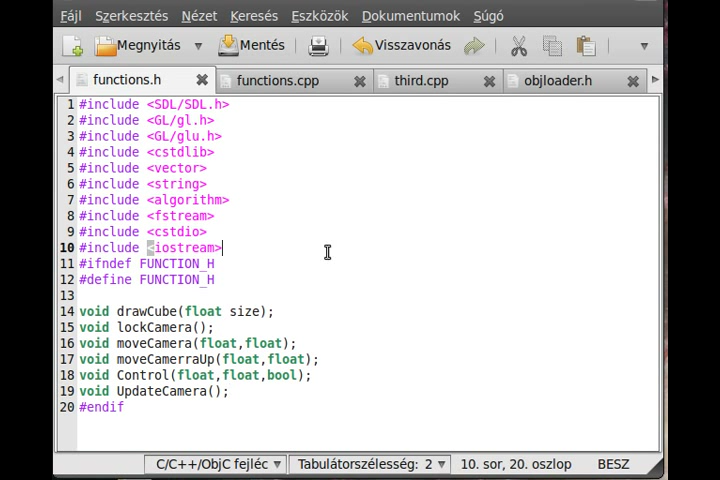 Fájl Szerkesztés Nézet Keresés Eszközök Dokumentumok Súgó
Megnyitás Mentés Visszavonás
functions.h functions.cpp third.cpp objloader.h
1 #include <SDL/SDL.h>
2 #include <GL/gl.h>
3 #include <GL/glu.h>
4 #include <cstdlib>
5 #include <vector>
6 #include <string>
7 #include <algorithm>
8 #include <fstream>
9 #include <cstdio>
10 #include <iostream>
11 #ifndef FUNCTION_H
12 #define FUNCTION_H
13
14 void drawCube(float size);
15 void lockCamera();
16 void moveCamera(float,float);
17 void moveCamerraUp(float,float);
18 void Control(float,float,bool);
19 void UpdateCamera();
20 #endif
C/C++/ObjC fejléc Tabulátorszélesség: 2 10. sor, 20. oszlop BESZ